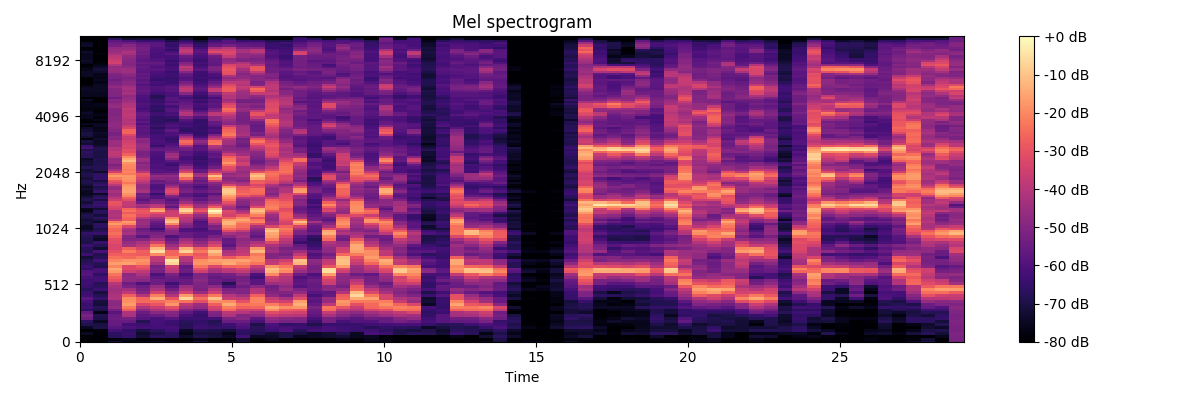 Mel spectrogram
+0 dB
8192
-10 dB
4096
-20 dB
-30 dB
2048
-40 dB
Hz
-50 dB
1024
-60 dB
512
-70 dB
0
-80 dB
0 5 10 15 20 25
Time